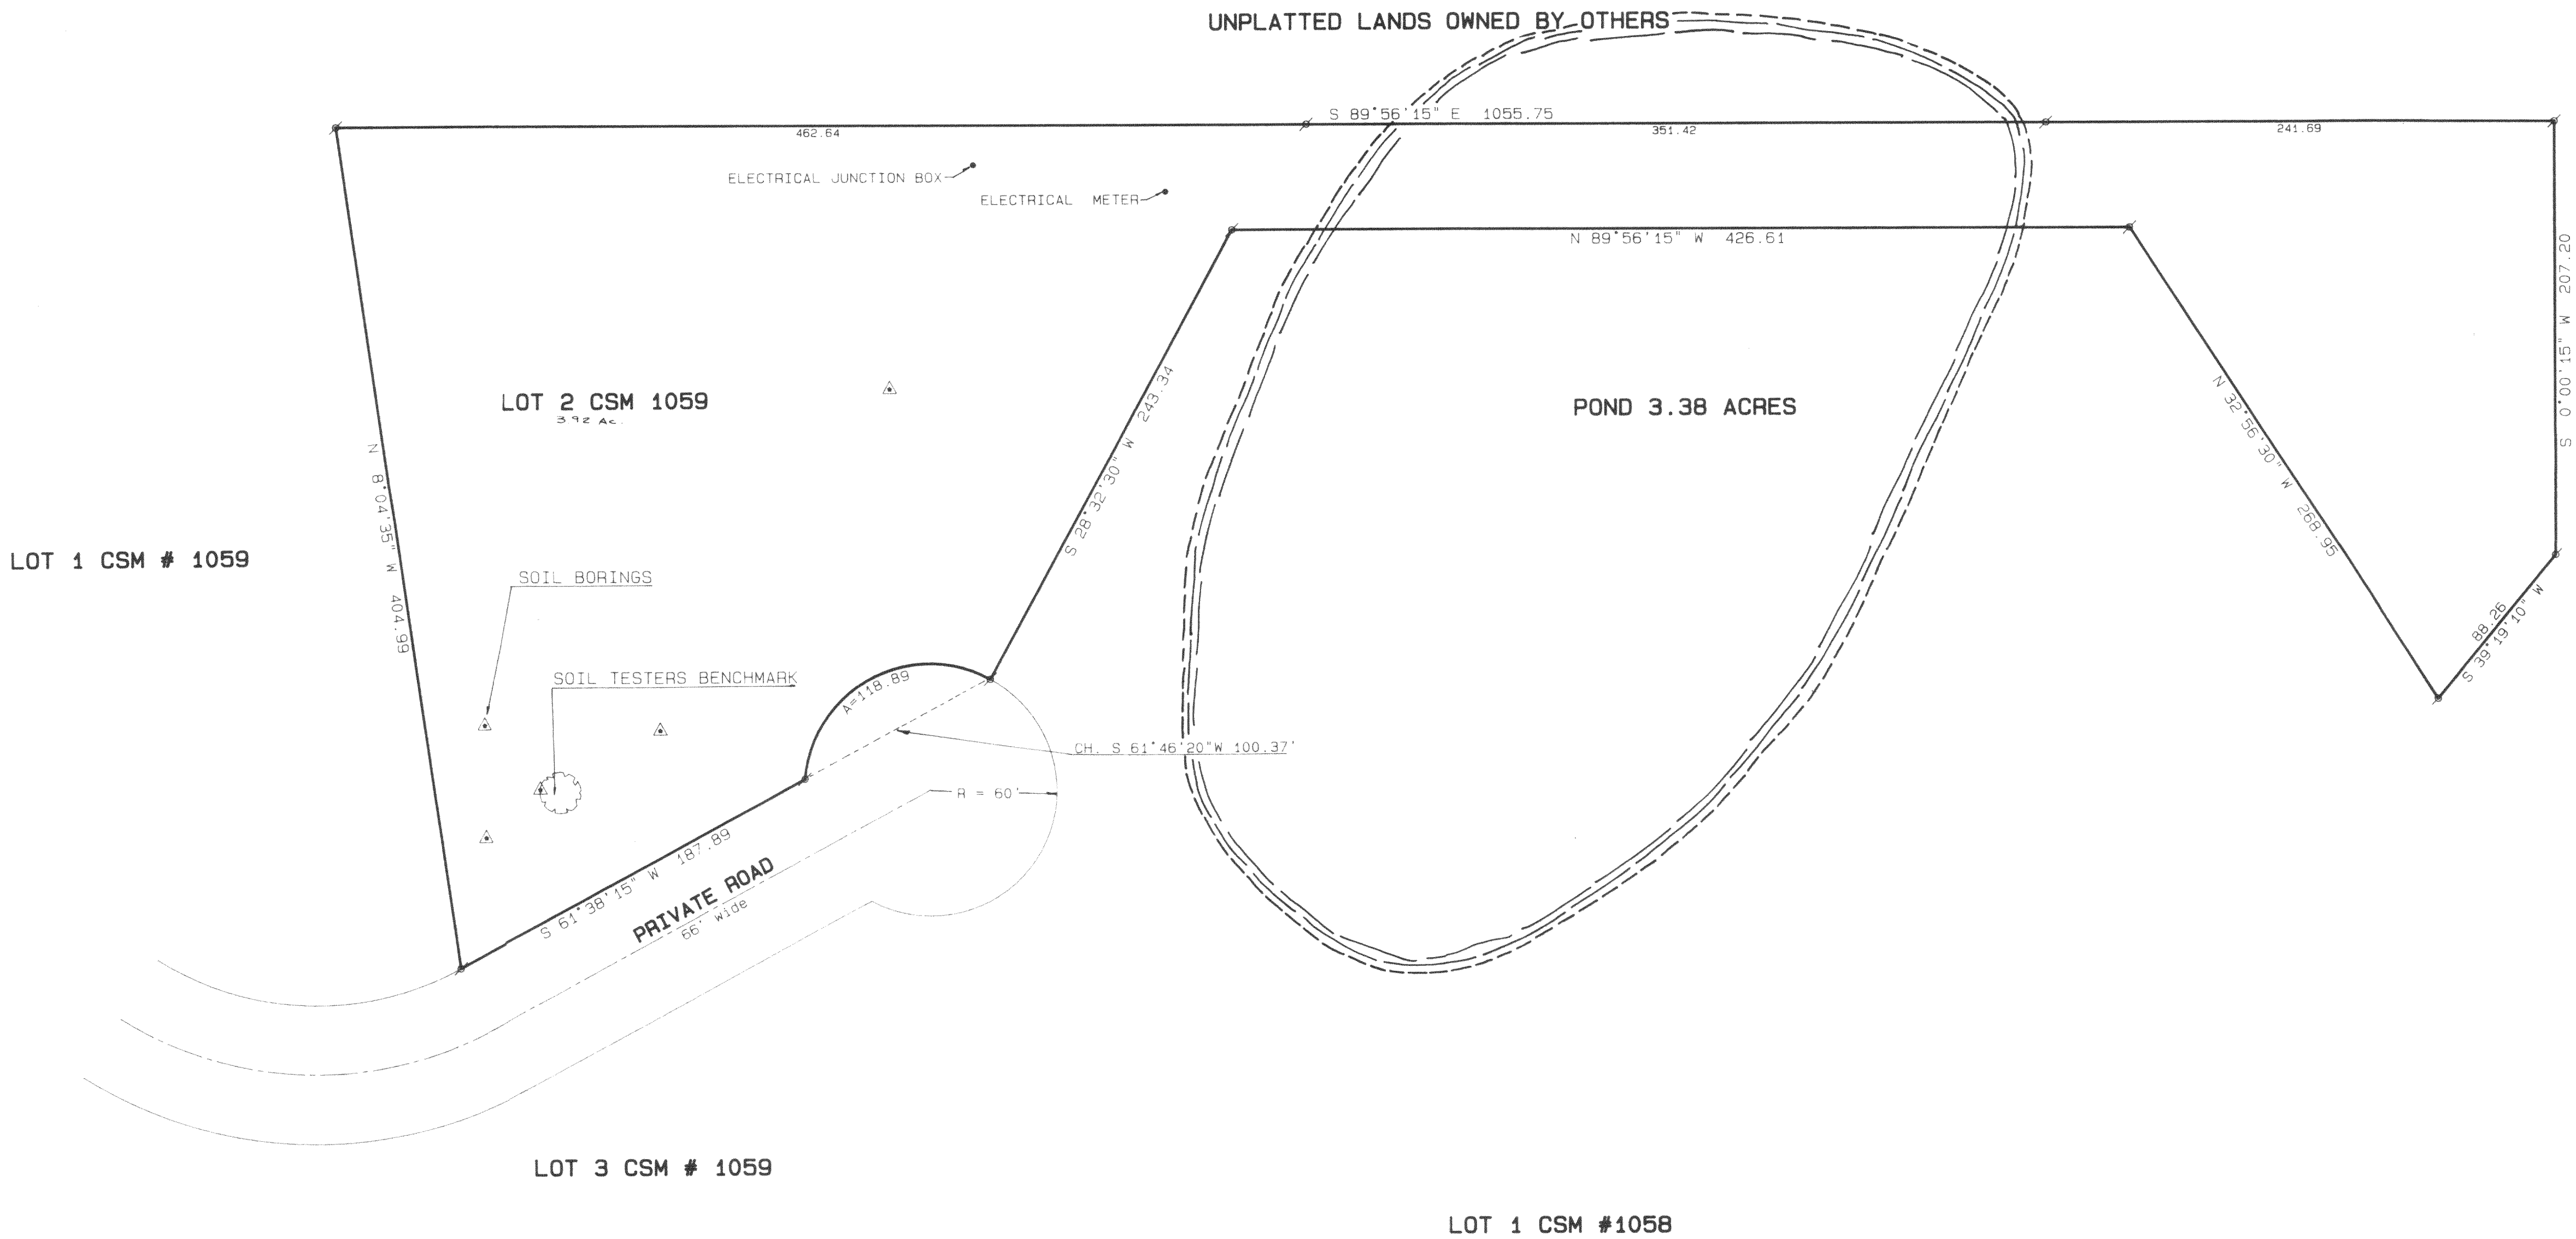 UNPLATTED LANDS OWNED BY OTHERS
S 89°56'15" E 1055.75
462.64
351.42
241.69
ELECTRICAL JUNCTION BOX
ELECTRICAL METER
N 89°56'15" W 426.61
S 0°00'15" W 207.20
LOT 2 CSM 1059
3.92 Ac.
POND 3.38 ACRES
S 28°32'30" W 243.34
N 32°56'30" W 268.95
N 8°04'35" W 404.99
LOT 1 CSM # 1059
SOIL BORINGS
88.26
S 39°19'10" W
SOIL TESTERS BENCHMARK
A=118.89
CH. S 61°46'20"W 100.37'
R = 60'
S 61°38'15" W 187.89
PRIVATE ROAD
66' Wide
LOT 3 CSM # 1059
LOT 1 CSM #1058